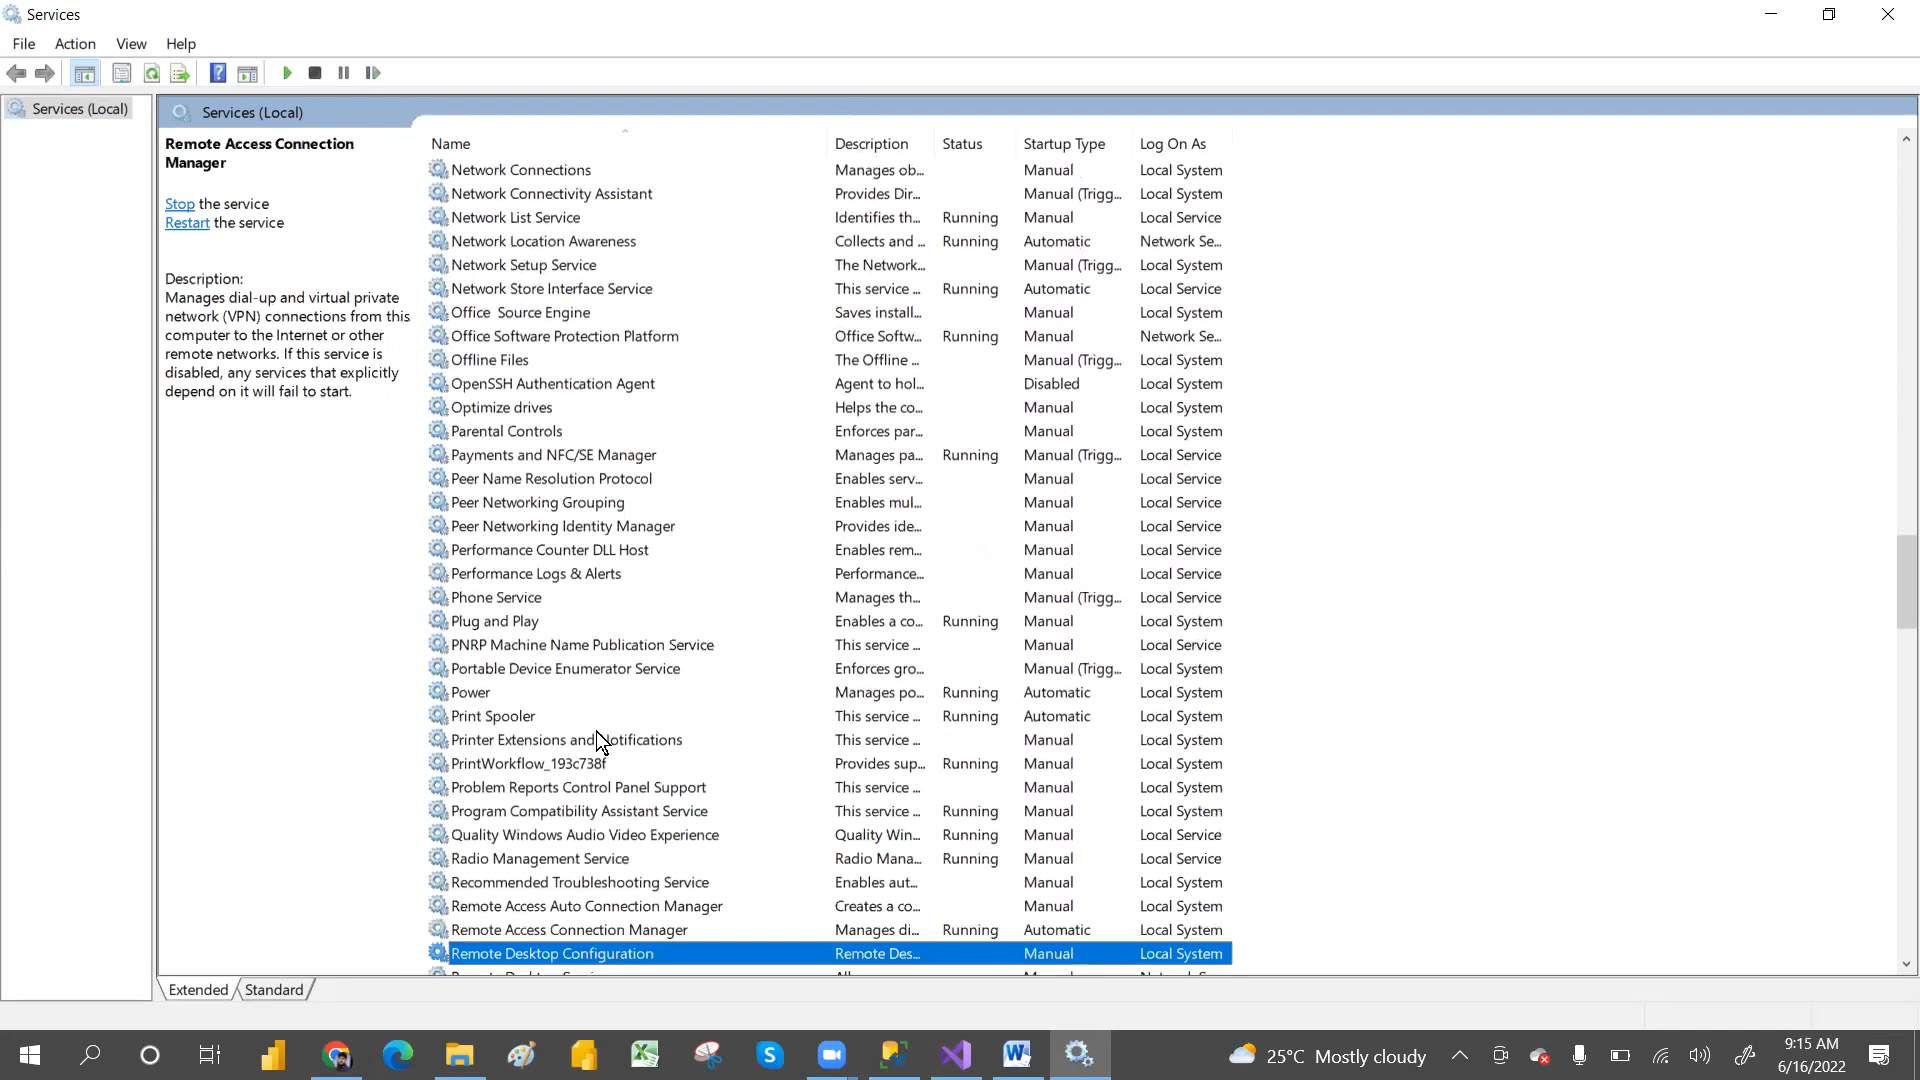 Services
File Action View Help
Services (Local)
Services (Local)
Remote Access Connection
Manager
Stop the service
Restart the service
Description:
Manages dial-up and virtual private
network (VPN) connections from this
computer to the Internet or other
remote networks. If this service is
disabled, any services that explicitly
depend on it will fail to start.
Name Description Status Startup Type Log On As
Network Connections Manages ob... Manual Local System
Network Connectivity Assistant Provides Dir... Manual (Trigg... Local System
Network List Service Identifies th... Running Manual Local Service
Network Location Awareness Collects and ... Running Automatic Network Se...
Network Setup Service The Network... Manual (Trigg... Local System
Network Store Interface Service This service ... Running Automatic Local Service
Office Source Engine Saves install... Manual Local System
Office Software Protection Platform Office Softw... Running Manual Network Se...
Offline Files The Offline ... Manual (Trigg... Local System
OpenSSH Authentication Agent Agent to hol... Disabled Local System
Optimize drives Helps the co... Manual Local System
Parental Controls Enforces par... Manual Local System
Payments and NFC/SE Manager Manages pa... Running Manual (Trigg... Local Service
Peer Name Resolution Protocol Enables serv... Manual Local Service
Peer Networking Grouping Enables mul... Manual Local Service
Peer Networking Identity Manager Provides ide... Manual Local Service
Performance Counter DLL Host Enables rem... Manual Local Service
Performance Logs & Alerts Performance... Manual Local Service
Phone Service Manages th... Manual (Trigg... Local Service
Plug and Play Enables a co... Running Manual Local System
PNRP Machine Name Publication Service This service ... Manual Local Service
Portable Device Enumerator Service Enforces gro... Manual (Trigg... Local System
Power Manages po... Running Automatic Local System
Print Spooler This service ... Running Automatic Local System
Printer Extensions and Notifications This service ... Manual Local System
PrintWorkflow_193c738f Provides sup... Running Manual Local System
Problem Reports Control Panel Support This service ... Manual Local System
Program Compatibility Assistant Service This service ... Running Manual Local System
Quality Windows Audio Video Experience Quality Win... Running Manual Local Service
Radio Management Service Radio Mana... Running Manual Local Service
Recommended Troubleshooting Service Enables aut... Manual Local System
Remote Access Auto Connection Manager Creates a co... Manual Local System
Remote Access Connection Manager Manages di... Running Automatic Local System
Remote Desktop Configuration Remote Des... Manual Local System
Extended Standard
25°C Mostly cloudy
9:15 AM
6/16/2022